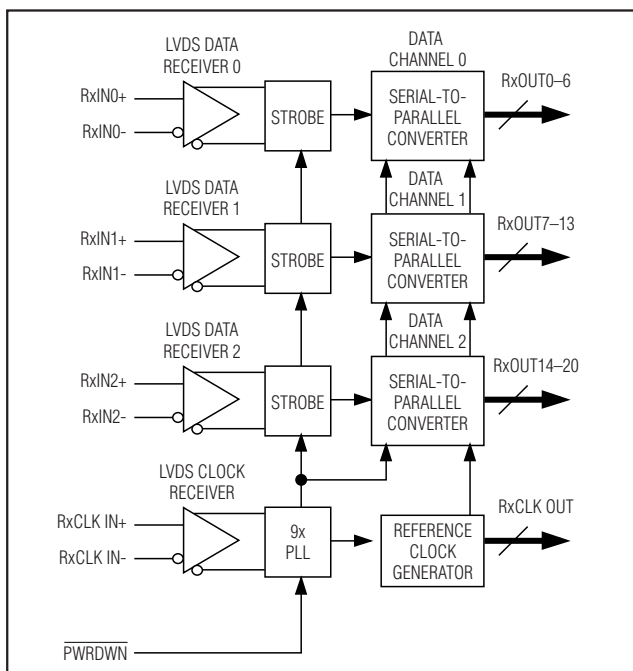 LVDS DATA
RECEIVER 0
RxIN0+
RxIN0-
STROBE
DATA
CHANNEL 0
SERIAL-TO-
PARALLEL
CONVERTER
RxOUT0–6
LVDS DATA
RECEIVER 1
RxIN1+
RxIN1-
STROBE
DATA
CHANNEL 1
SERIAL-TO-
PARALLEL
CONVERTER
RxOUT7–13
LVDS DATA
RECEIVER 2
RxIN2+
RxIN2-
STROBE
DATA
CHANNEL 2
SERIAL-TO-
PARALLEL
CONVERTER
RxOUT14–20
LVDS CLOCK
RECEIVER
RxCLK IN+
RxCLK IN-
9x
PLL
REFERENCE
CLOCK
GENERATOR
RxCLK OUT
PWRDWN